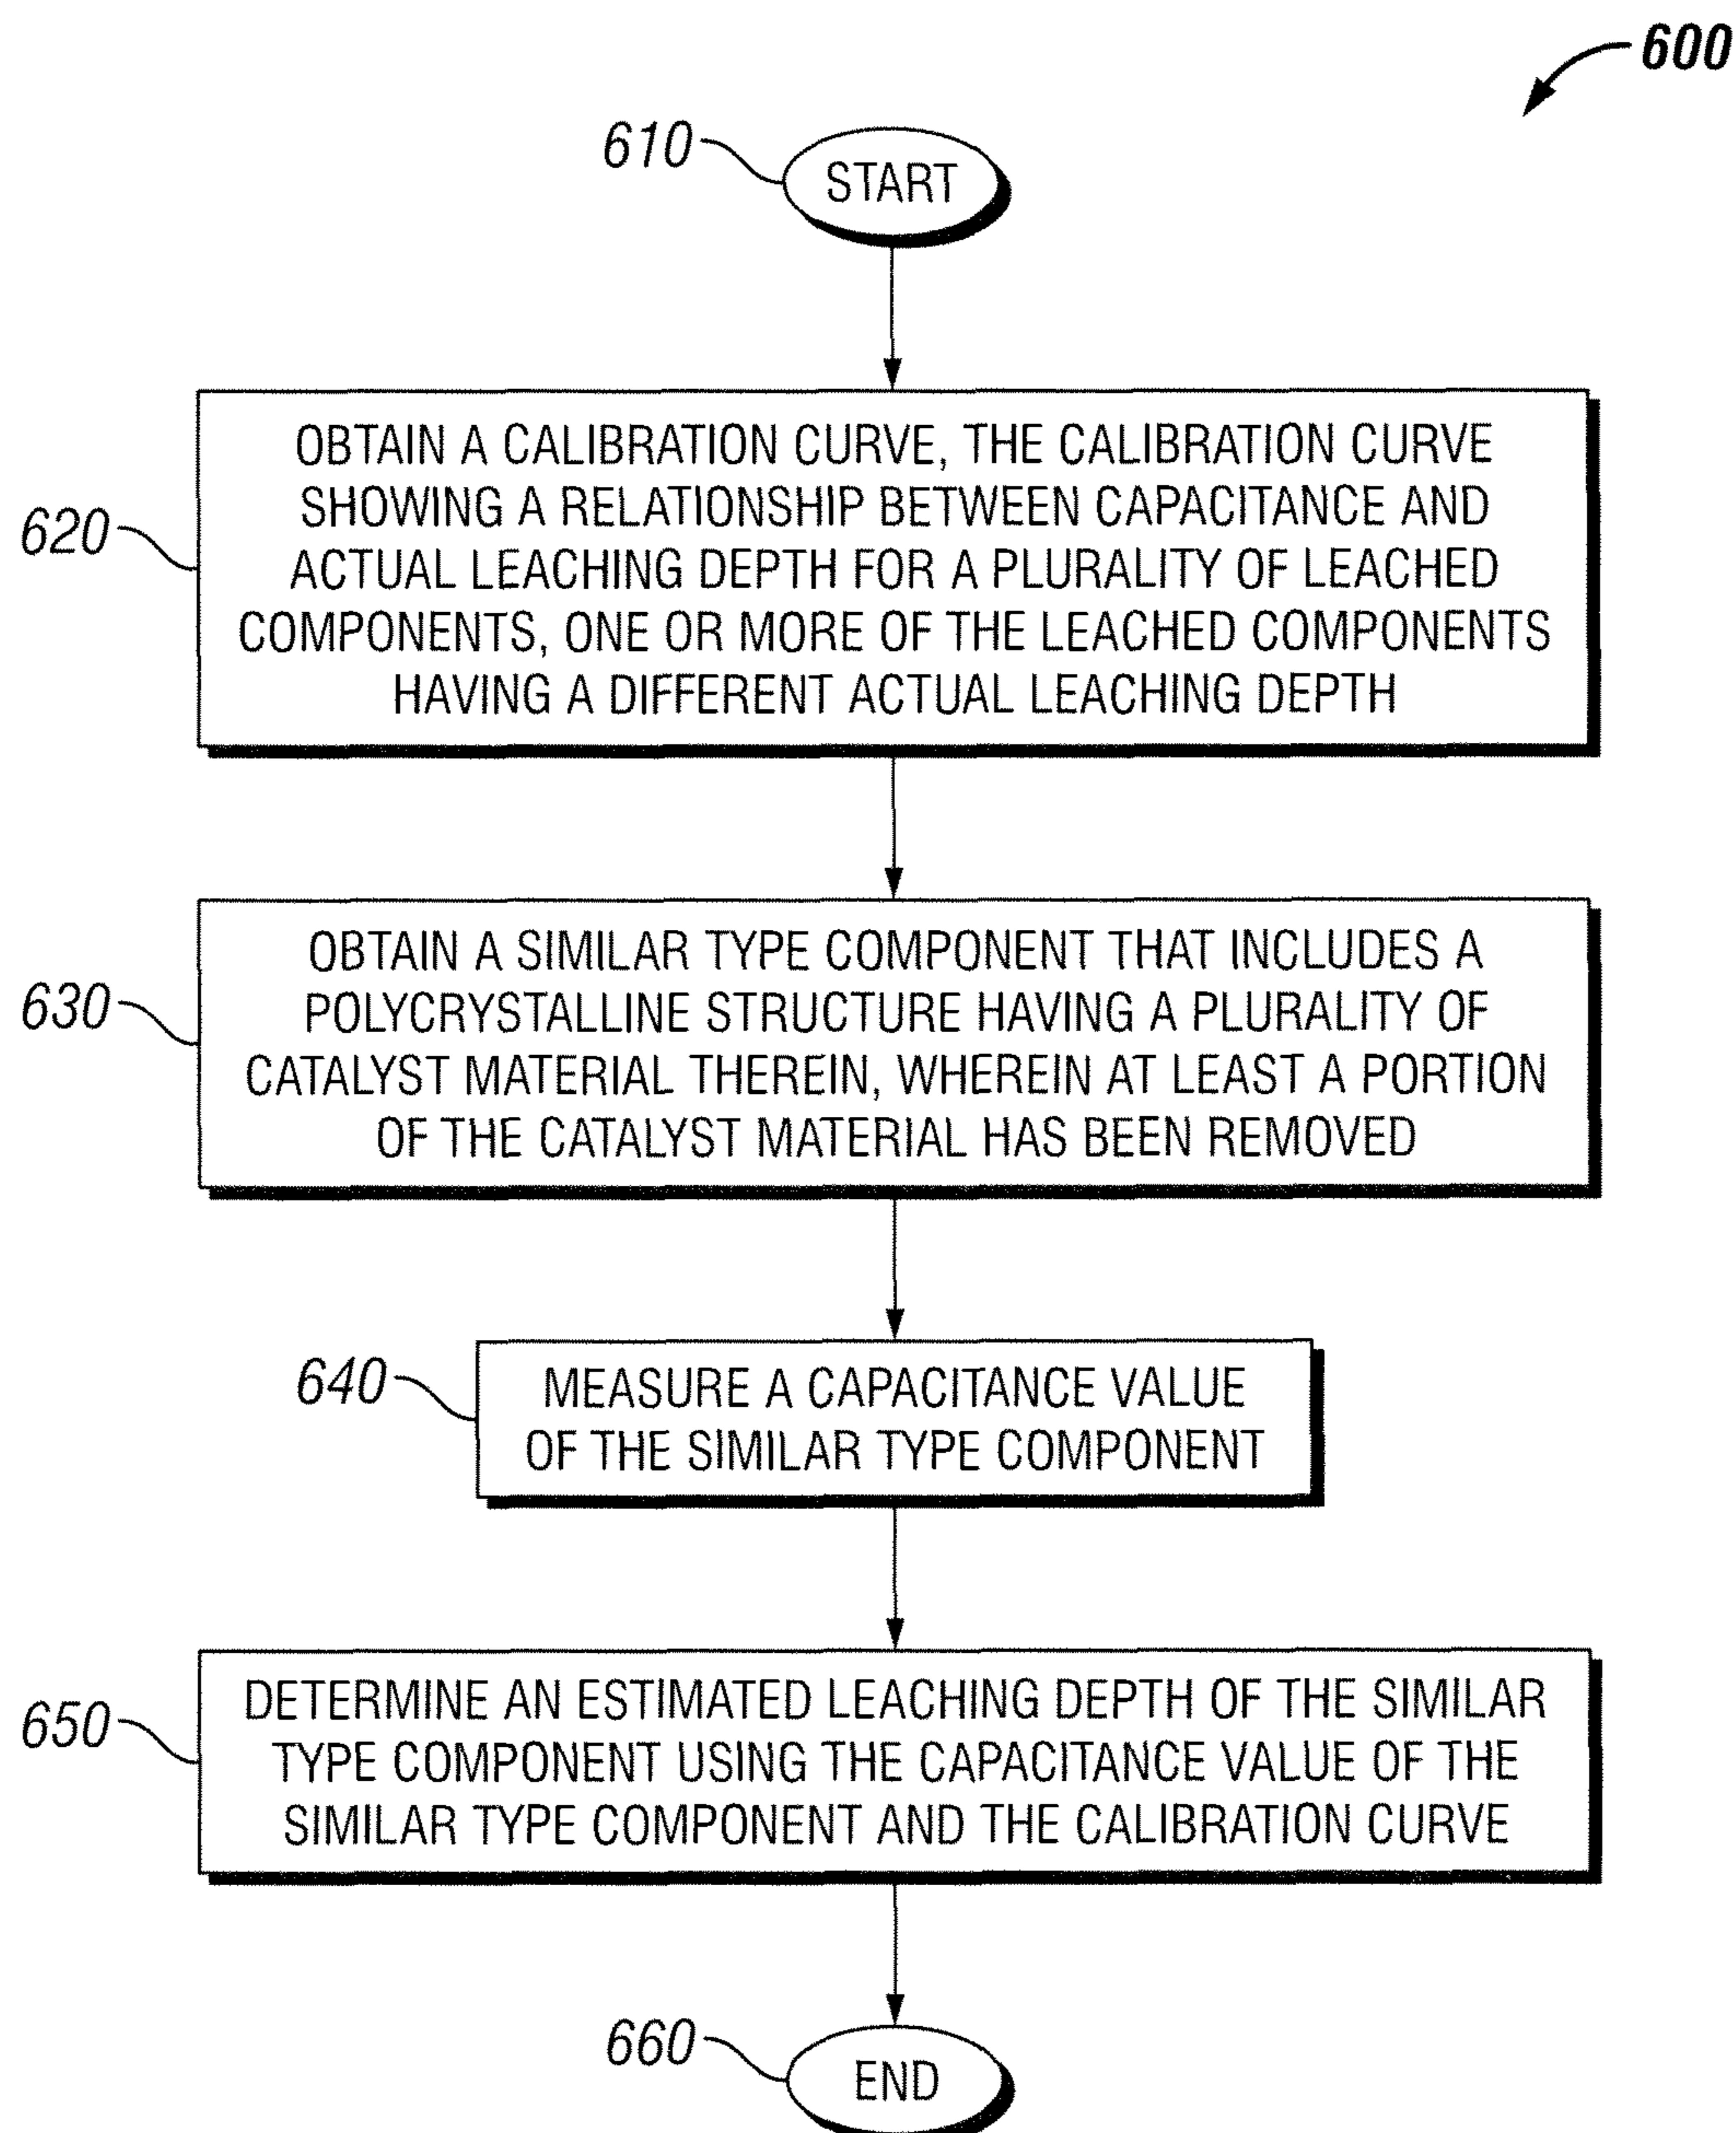 600
610
START
620
OBTAIN A CALIBRATION CURVE, THE CALIBRATION CURVE
SHOWING A RELATIONSHIP BETWEEN CAPACITANCE AND
ACTUAL LEACHING DEPTH FOR A PLURALITY OF LEACHED
COMPONENTS, ONE OR MORE OF THE LEACHED COMPONENTS
HAVING A DIFFERENT ACTUAL LEACHING DEPTH
630
OBTAIN A SIMILAR TYPE COMPONENT THAT INCLUDES A
POLYCRYSTALLINE STRUCTURE HAVING A PLURALITY OF
CATALYST MATERIAL THEREIN, WHEREIN AT LEAST A PORTION
OF THE CATALYST MATERIAL HAS BEEN REMOVED
640
MEASURE A CAPACITANCE VALUE
OF THE SIMILAR TYPE COMPONENT
650
DETERMINE AN ESTIMATED LEACHING DEPTH OF THE SIMILAR
TYPE COMPONENT USING THE CAPACITANCE VALUE OF THE
SIMILAR TYPE COMPONENT AND THE CALIBRATION CURVE
660
END